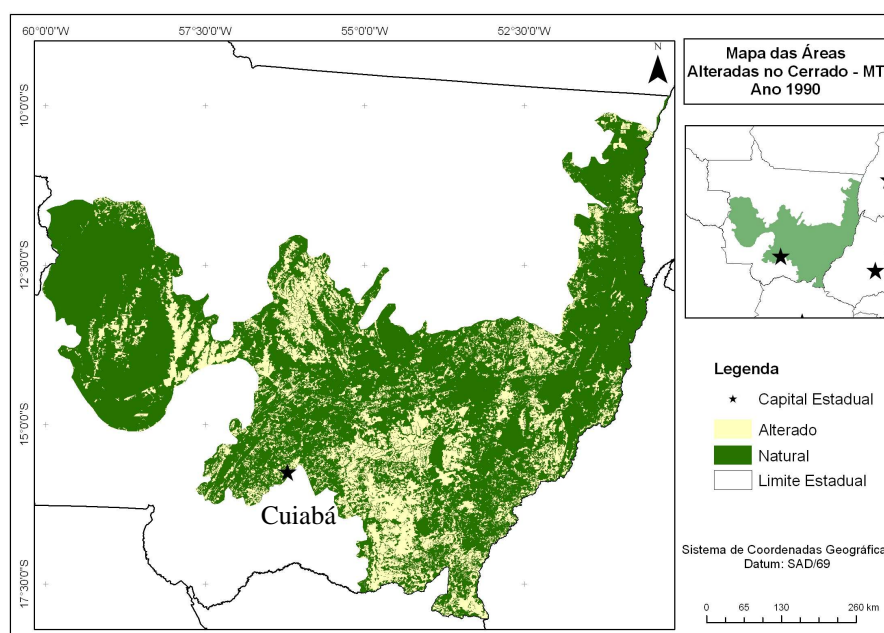 60°0'0"W 57°30'0"W 55°0'0"W 52°30'0"W
N
10°0'0"S
12°30'0"S
15°0'0"S
17°30'0"S
Cuiabá
Mapa das Áreas
Alteradas no Cerrado - MT
Ano 1990
Legenda
Capital Estadual
Alterado
Natural
Limite Estadual
Sistema de Coordenadas Geográfica
Datum: SAD/69
0 65 130 260 km